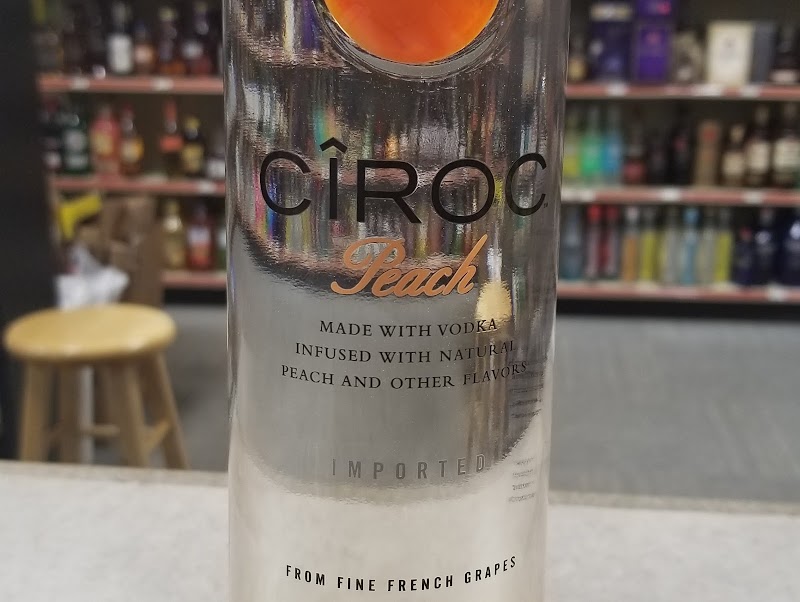 CÎROC
Peach
MADE WITH VODKA
INFUSED WITH NATURAL
PEACH AND OTHER FLAVORS
IMPORTED
FROM FINE FRENCH GRAPES